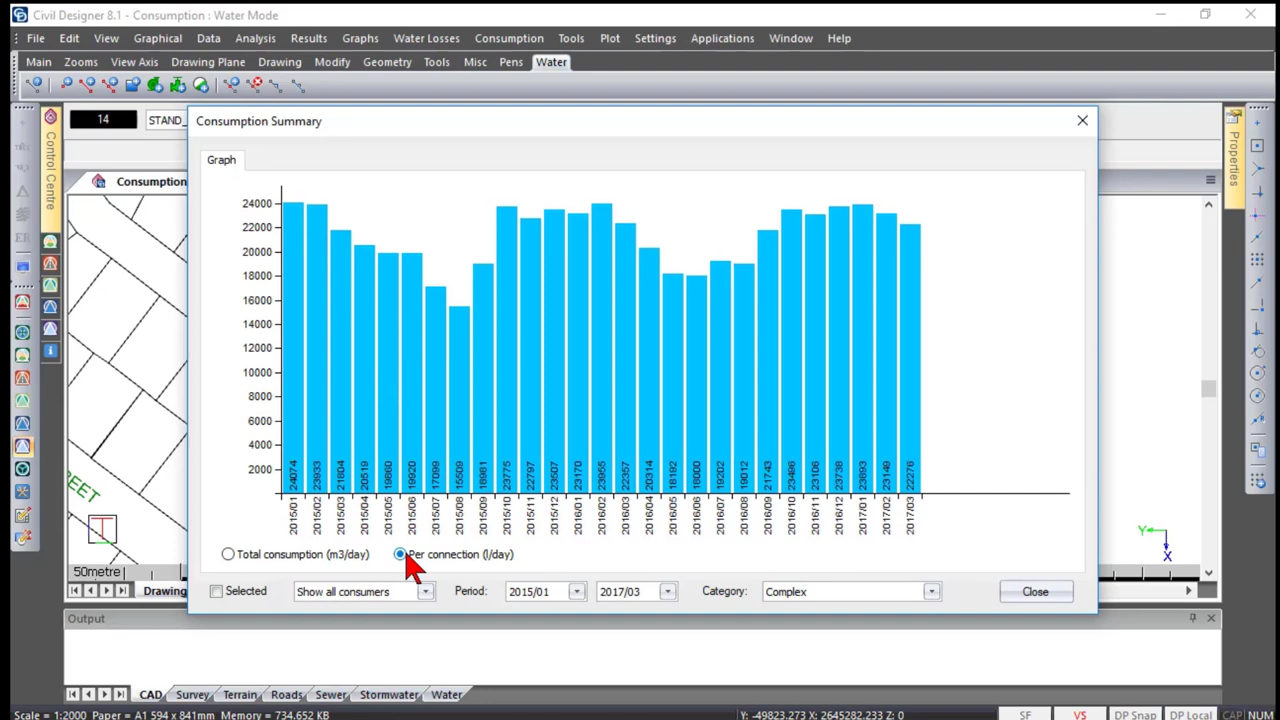 Civil Designer 8.1 - Consumption : Water Mode
File Edit View Graphical Data Analysis Results Graphs Water Losses Consumption Tools Plot Settings Applications Window Help
Main Zooms View Axis Drawing Plane Drawing Modify Geometry Tools Misc Pens Water
14 STAND_
Control Centre
Properties
Consumption
Consumption Summary
Graph
24000
22000
20000
18000
16000
14000
12000
10000
8000
6000
4000
2000
24074 23933 21804 20519 19920 17099 18981 23775 22797 23507 23170 23955 22357 20314 18192 18000 19202 19012 21743 23496 23106 23738 23893 23149 22276
2015/01 2015/02 2015/03 2015/04 2015/05 2015/06 2015/07 2015/08 2015/09 2015/10 2015/11 2015/12 2016/01 2016/02 2016/03 2016/04 2016/05 2016/06 2016/07 2016/08 2016/09 2016/10 2016/11 2016/12 2017/01 2017/02 2017/03
Total consumption (m3/day) Per connection (l/day)
Selected Show all consumers Period: 2015/01 2017/03 Category: Complex Close
REET
ER
50metre
Y
X
Drawing
Output
CAD Survey Terrain Roads Sewer Stormwater Water
Scale = 1:2000 Paper = A1 594 x 841mm Memory = 734.652 KB Y: -49823.273 X: 2645282.233 Z: 0 SF VS DP Snap DP Local CAP NUM